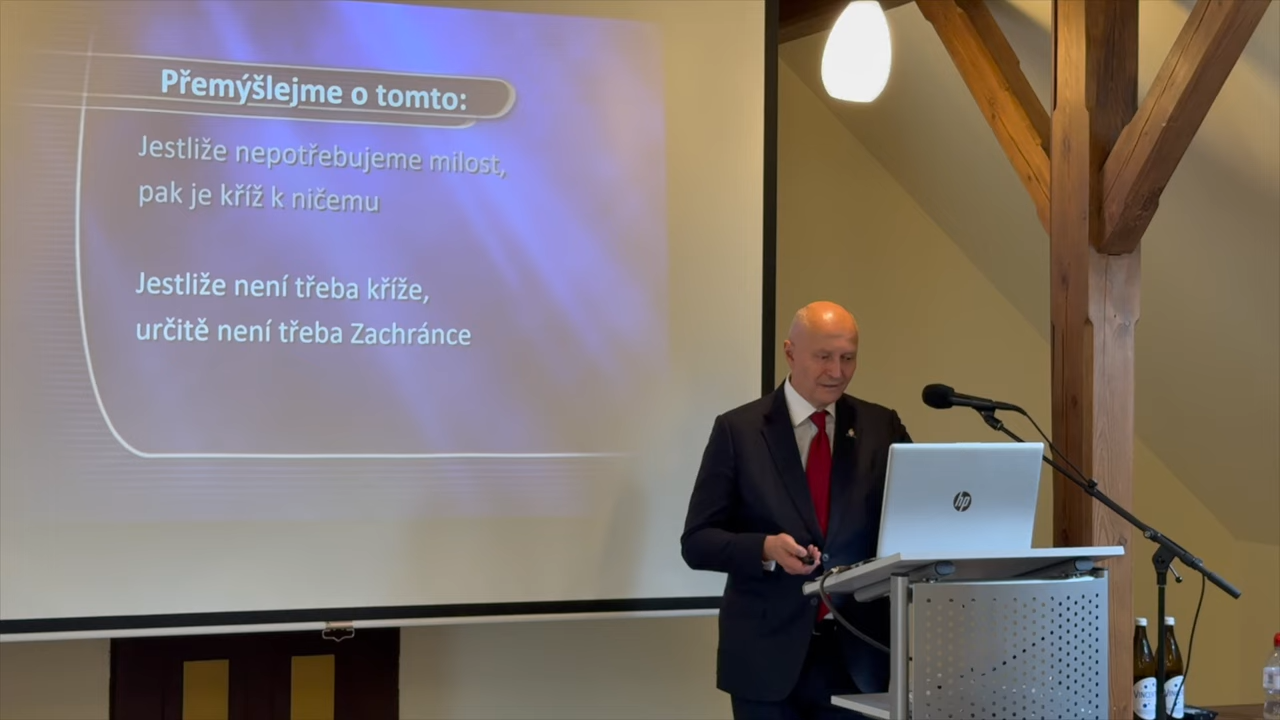 Přemýšlejme o tomto:
Jestliže nepotřebujeme milost,
pak je kříž k ničemu
Jestliže není třeba kříže,
určitě není třeba Zachránce
hp